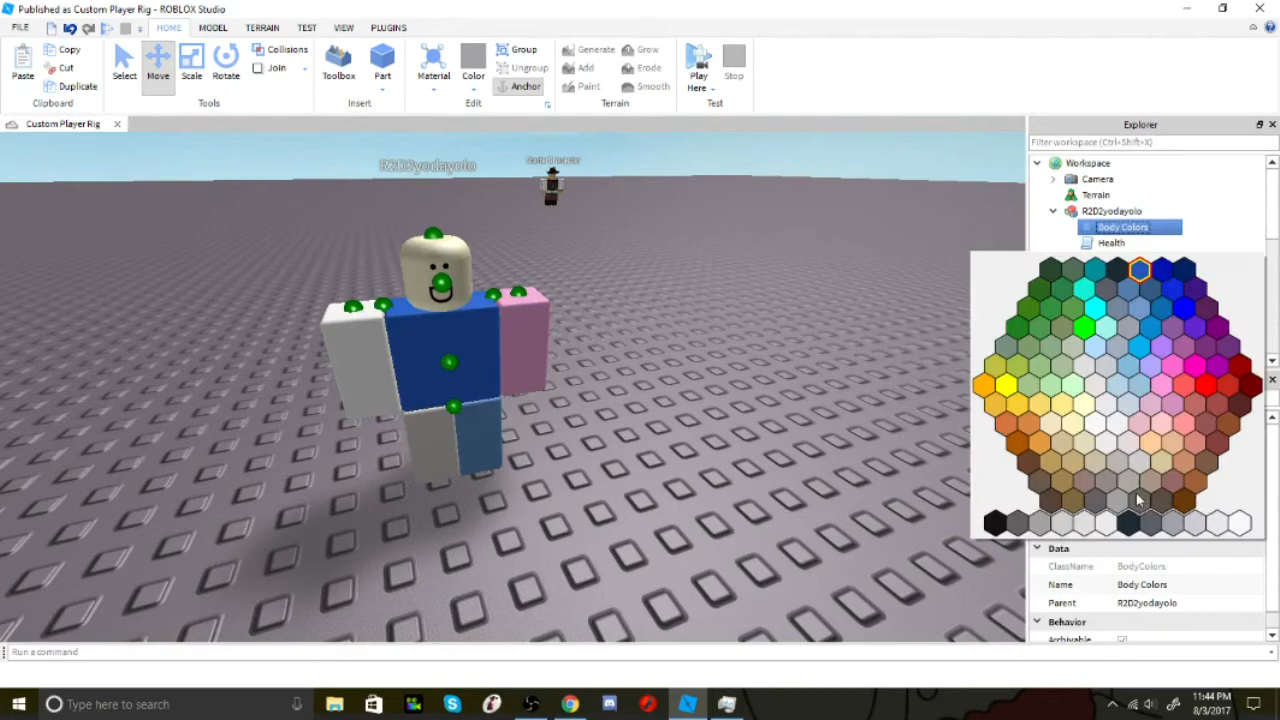 Published as Custom Player Rig - ROBLOX Studio
FILE HOME MODEL TERRAIN TEST VIEW PLUGINS
Copy Collisions Group Generate Grow
Cut Join Ungroup Add Erode
Paste Duplicate Select Move Scale Rotate Toolbox Part Material Color Anchor Paint Smooth Play Here Stop
Clipboard Tools Insert Edit Terrain Test
Custom Player Rig
Explorer
Filter workspace (Ctrl+Shift+X)
Workspace
Camera
Terrain
R2D2yodayolo
Body Colors
Health
R2D2yodayolo
Data
ClassName BodyColors
Name Body Colors
Parent R2D2yodayolo
Behavior
Archivable
Run a command
Type here to search
11:44 PM
8/3/2017